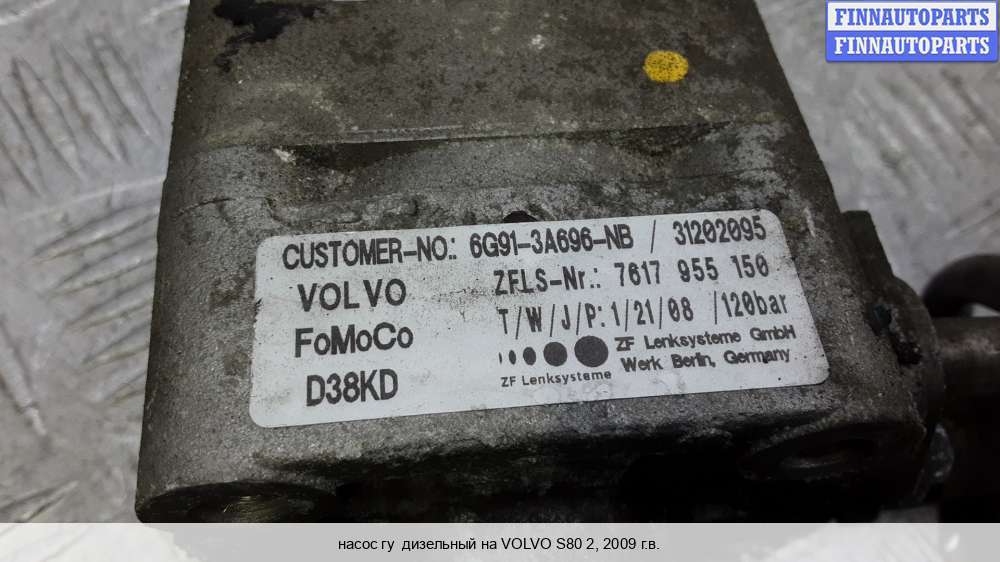 FINNAUTOPARTS
FINNAUTOPARTS
CUSTOMER-NO.: 6G91-3A696-NB / 31202095
VOLVO ZFLS-Nr.: 7617 955 150
FoMoCo T/W/J/P: 1/21/08 /120bar
D38KD ZF Lenksysteme ZF Lenksysteme GmbH
Werk Berlin, Germany
насос гу дизельный на VOLVO S80 2, 2009 г.в.